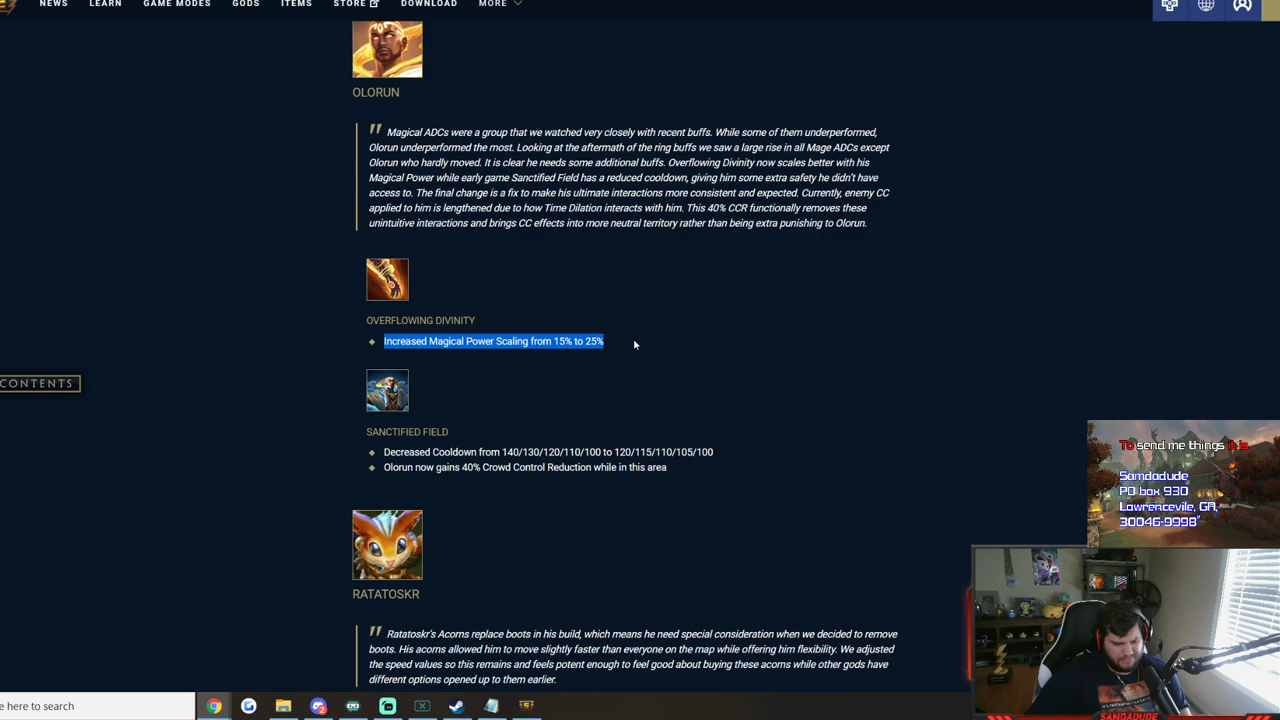 NEWS LEARN GAME MODES GODS ITEMS STORE DOWNLOAD MORE
OLORUN
" Magical ADCs were a group that we watched very closely with recent buffs. While some of them underperformed,
Olorun underperformed the most. Looking at the aftermath of the ring buffs we saw a large rise in all Mage ADCs except
Olorun who hardly moved. It is clear he needs some additional buffs. Overflowing Divinity now scales better with his
Magical Power while early game Sanctified Field has a reduced cooldown, giving him some extra safety he didn't have
access to. The final change is a fix to make his ultimate interactions more consistent and expected. Currently, enemy CC
applied to him is lengthened due to how Time Dilation interacts with him. This 40% CCR functionally removes these
unintuitive interactions and brings CC effects into more neutral territory rather than being extra punishing to Olorun.
OVERFLOWING DIVINITY
Increased Magical Power Scaling from 15% to 25%
CONTENTS
SANCTIFIED FIELD
Decreased Cooldown from 140/130/120/110/100 to 120/115/110/105/100
Olorun now gains 40% Crowd Control Reduction while in this area
To send me things it is
Samdadude
PO box 930
Lawrencevile, GA,
30046-9998"
RATATOSKR
" Ratatoskr's Acorns replace boots in his build, which means he need special consideration when we decided to remove
boots. His acorns allowed him to move slightly faster than everyone on the map while offering him flexibility. We adjusted
the speed values so this remains and feels potent enough to feel good about buying these acorns while other gods have
different options opened up to them earlier.
e here to search
SAMDADUDE